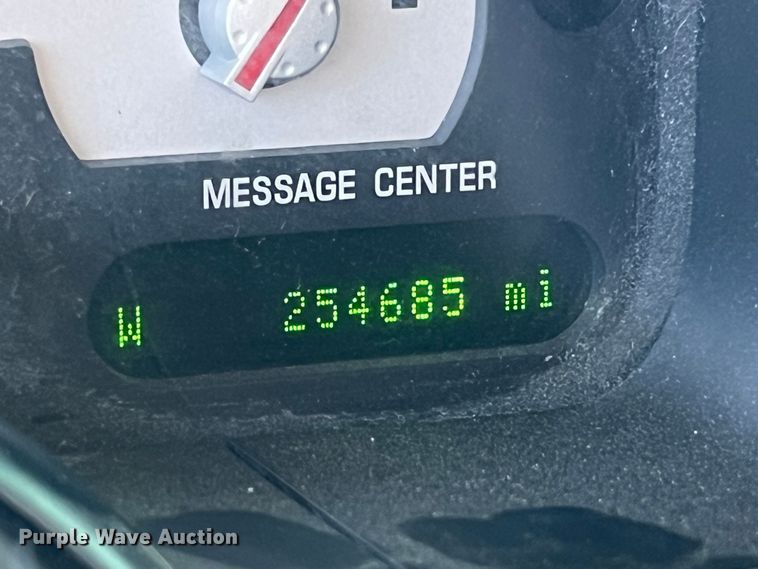 MESSAGE CENTER
W 254685 mi
Purple Wave Auction